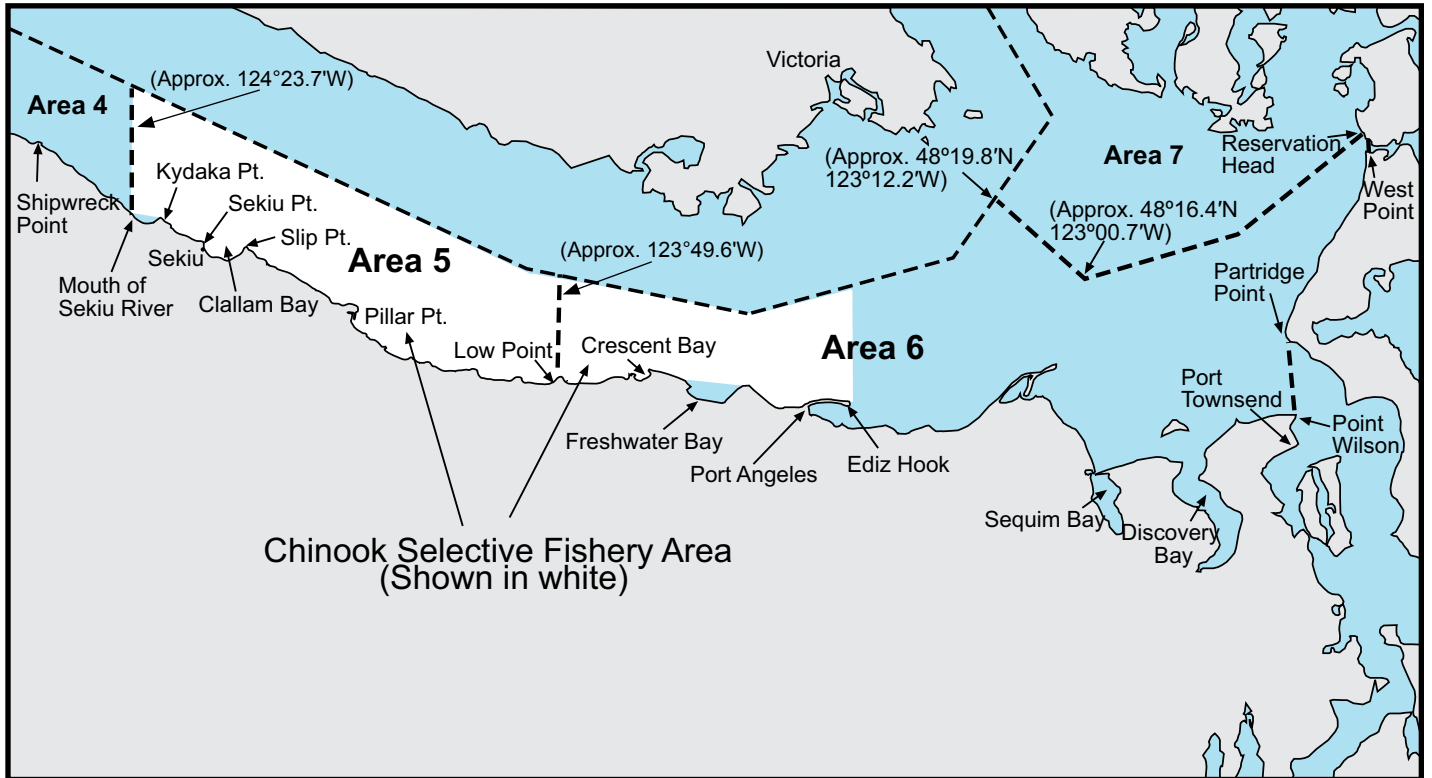 Victoria
(Approx. 124°23.7'W)
Area 4
Reservation
Head
(Approx. 48º19.8′N
123º12.2′W)
Area 7
Kydaka Pt.
West
Point
Shipwreck
Point
Sekiu Pt.
(Approx. 48º16.4′N
123º00.7′W)
Slip Pt.
Sekiu
Area 5
(Approx. 123°49.6'W)
Mouth of
Sekiu River
Clallam Bay
Partridge
Point
Pillar Pt.
Low Point
Crescent Bay
Area 6
Port
Townsend
Point
Wilson
Freshwater Bay
Port Angeles
Ediz Hook
Sequim Bay
Discovery
Bay
Chinook Selective Fishery Area
(Shown in white)